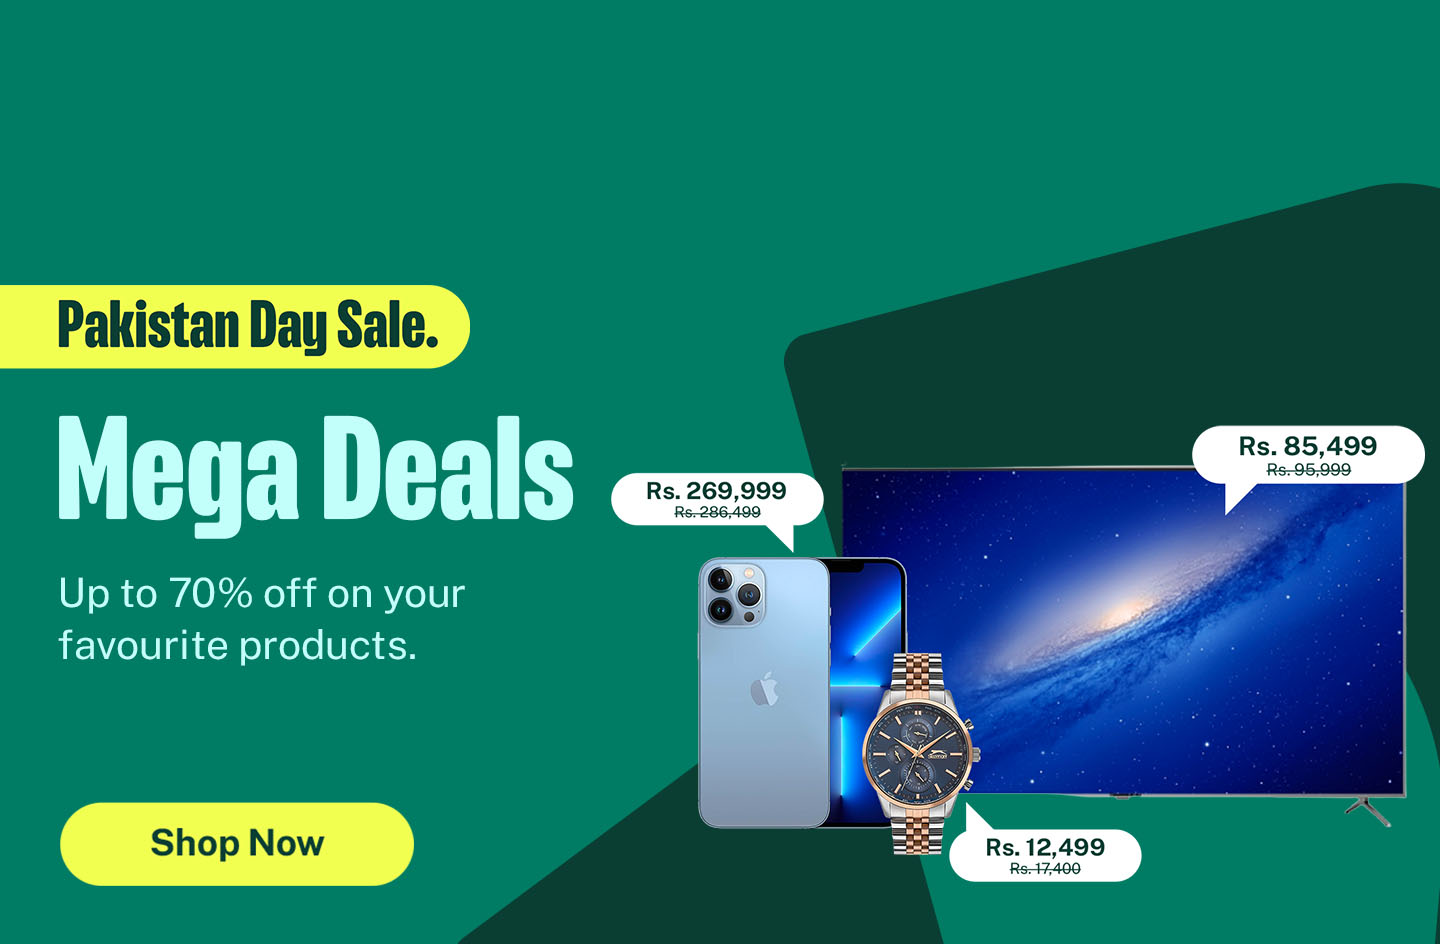 Pakistan Day Sale.
Mega Deals
Up to 70% off on your
favourite products.
Shop Now
Rs. 269,999
Rs. 286,499
Rs. 85,499
Rs. 95,999
Rs. 12,499
Rs. 17,400